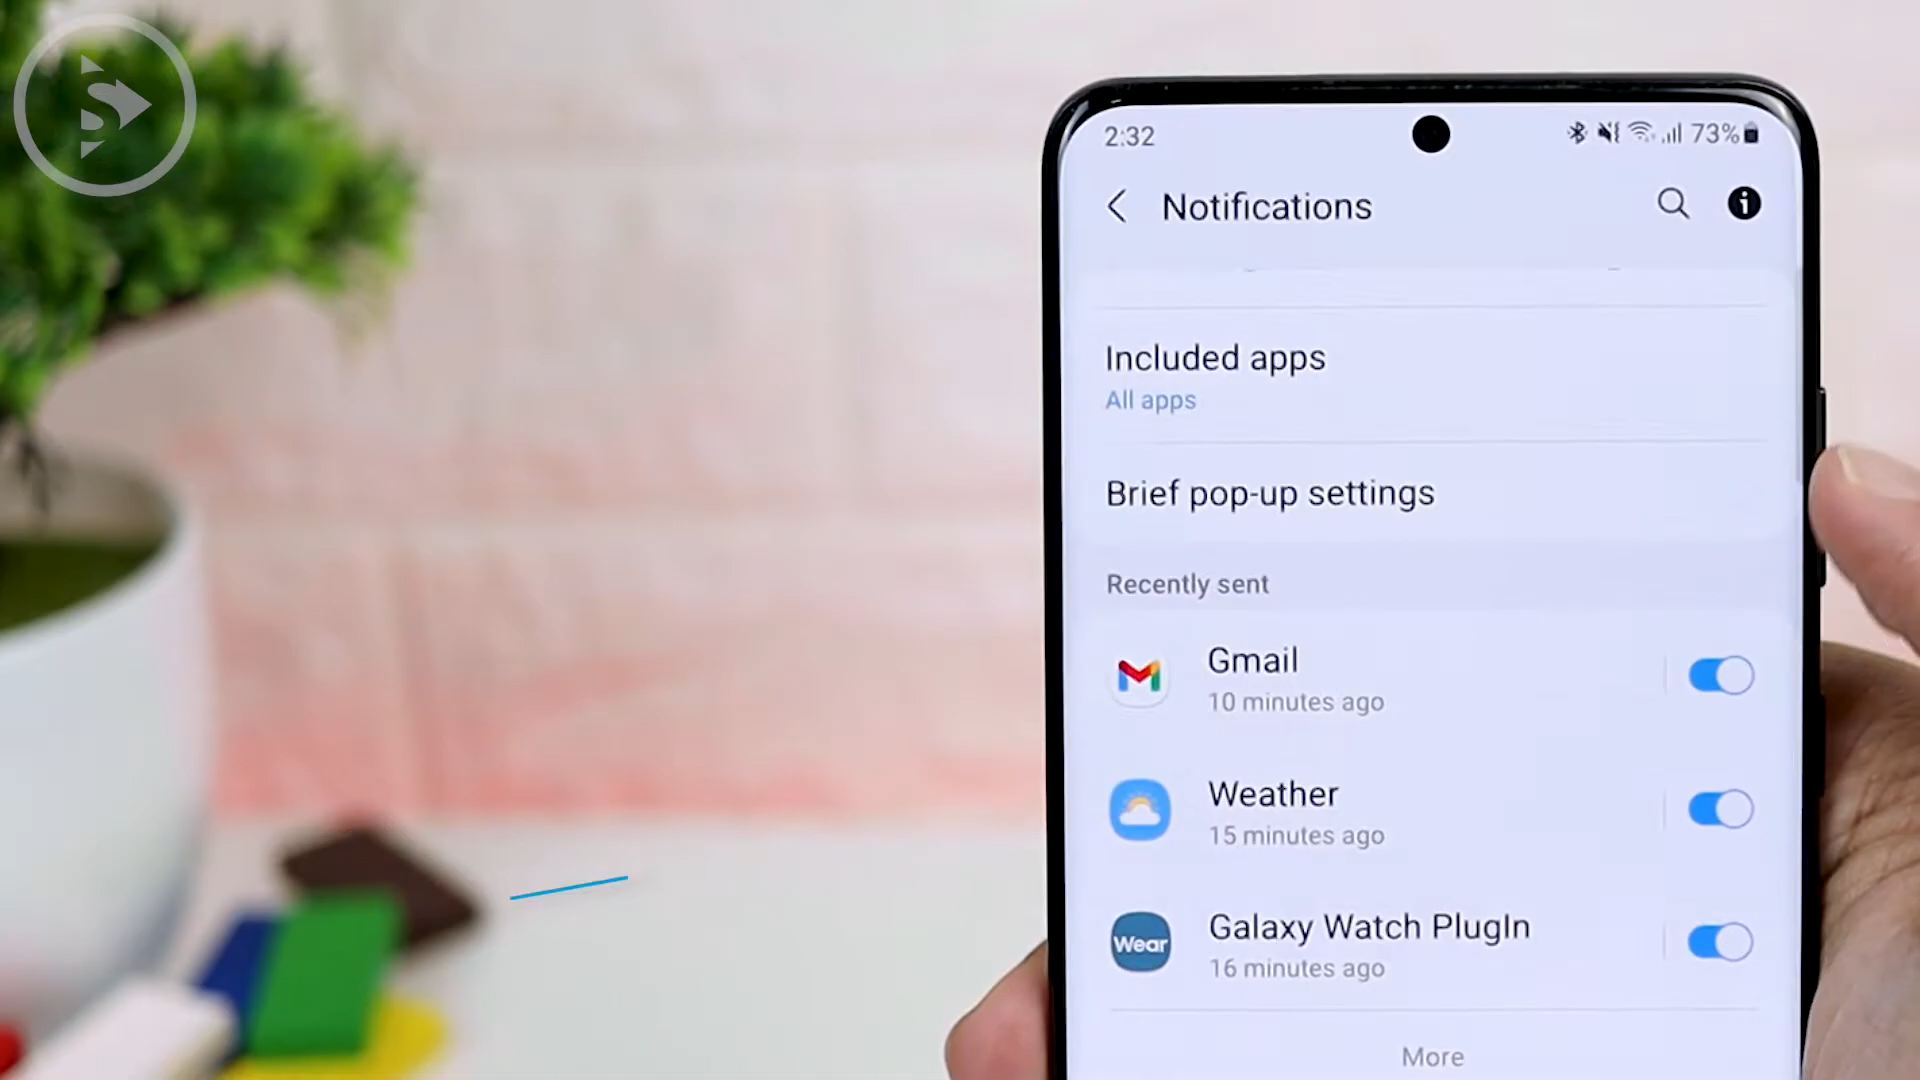 S
2:32
73%
Notifications
Included apps
All apps
Brief pop-up settings
Recently sent
Gmail
10 minutes ago
Weather
15 minutes ago
Wear
Galaxy Watch PlugIn
16 minutes ago
More